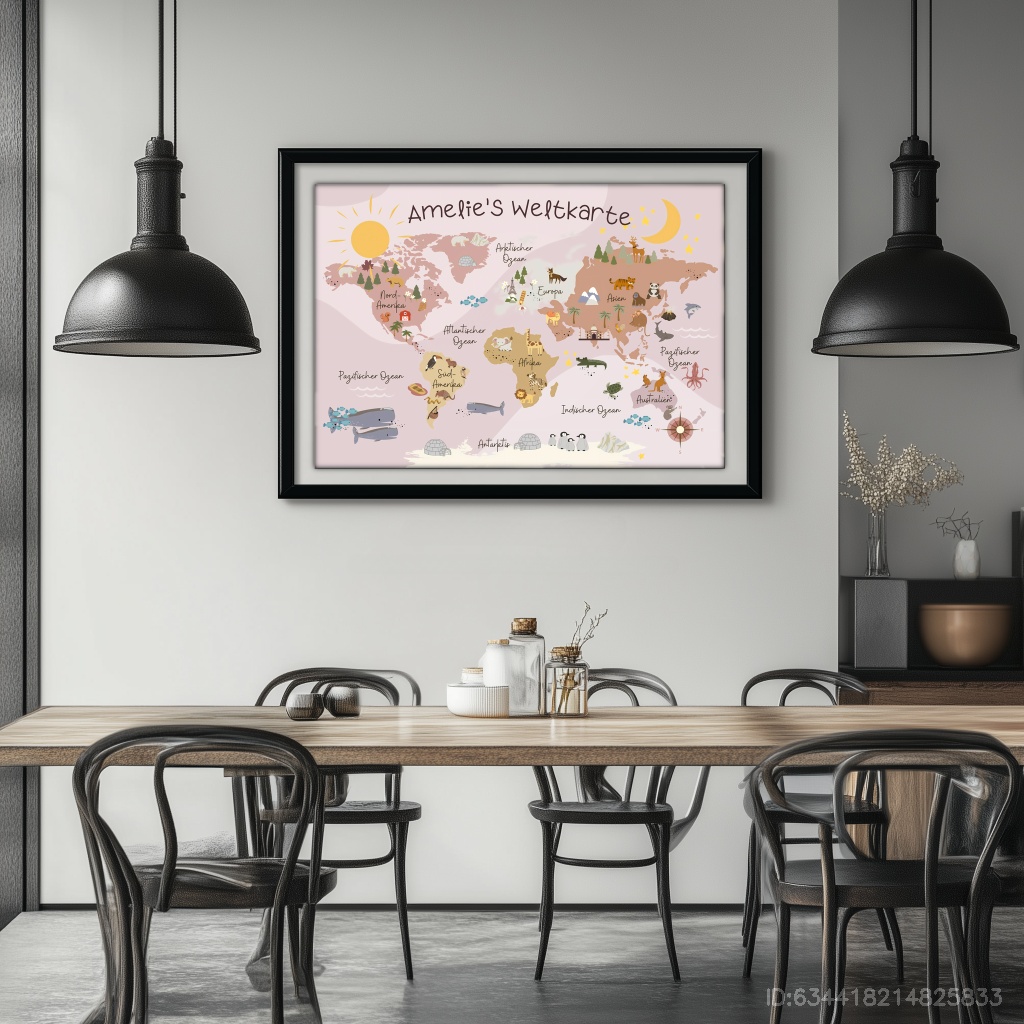 Amelie's Weltkarte
Arktischer
Ozean
Nord-
Amerika
Europa
Asien
Atlantischer
Ozean
Pazifischer Ozean
Süd-
Amerika
Afrika
Pazifischer
Ozean
Australien
Indischer Ozean
Antarktis
ID:634418214825833